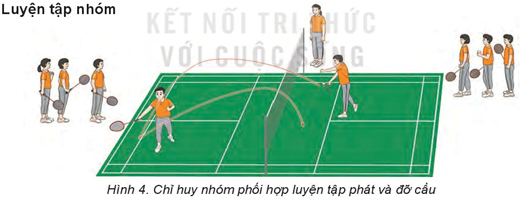 Luyện tập nhóm
KẾT NỐI TRI THỨC
VỚI CUỘC SỐNG
Hình 4. Chỉ huy nhóm phối hợp luyện tập phát và đỡ cầu